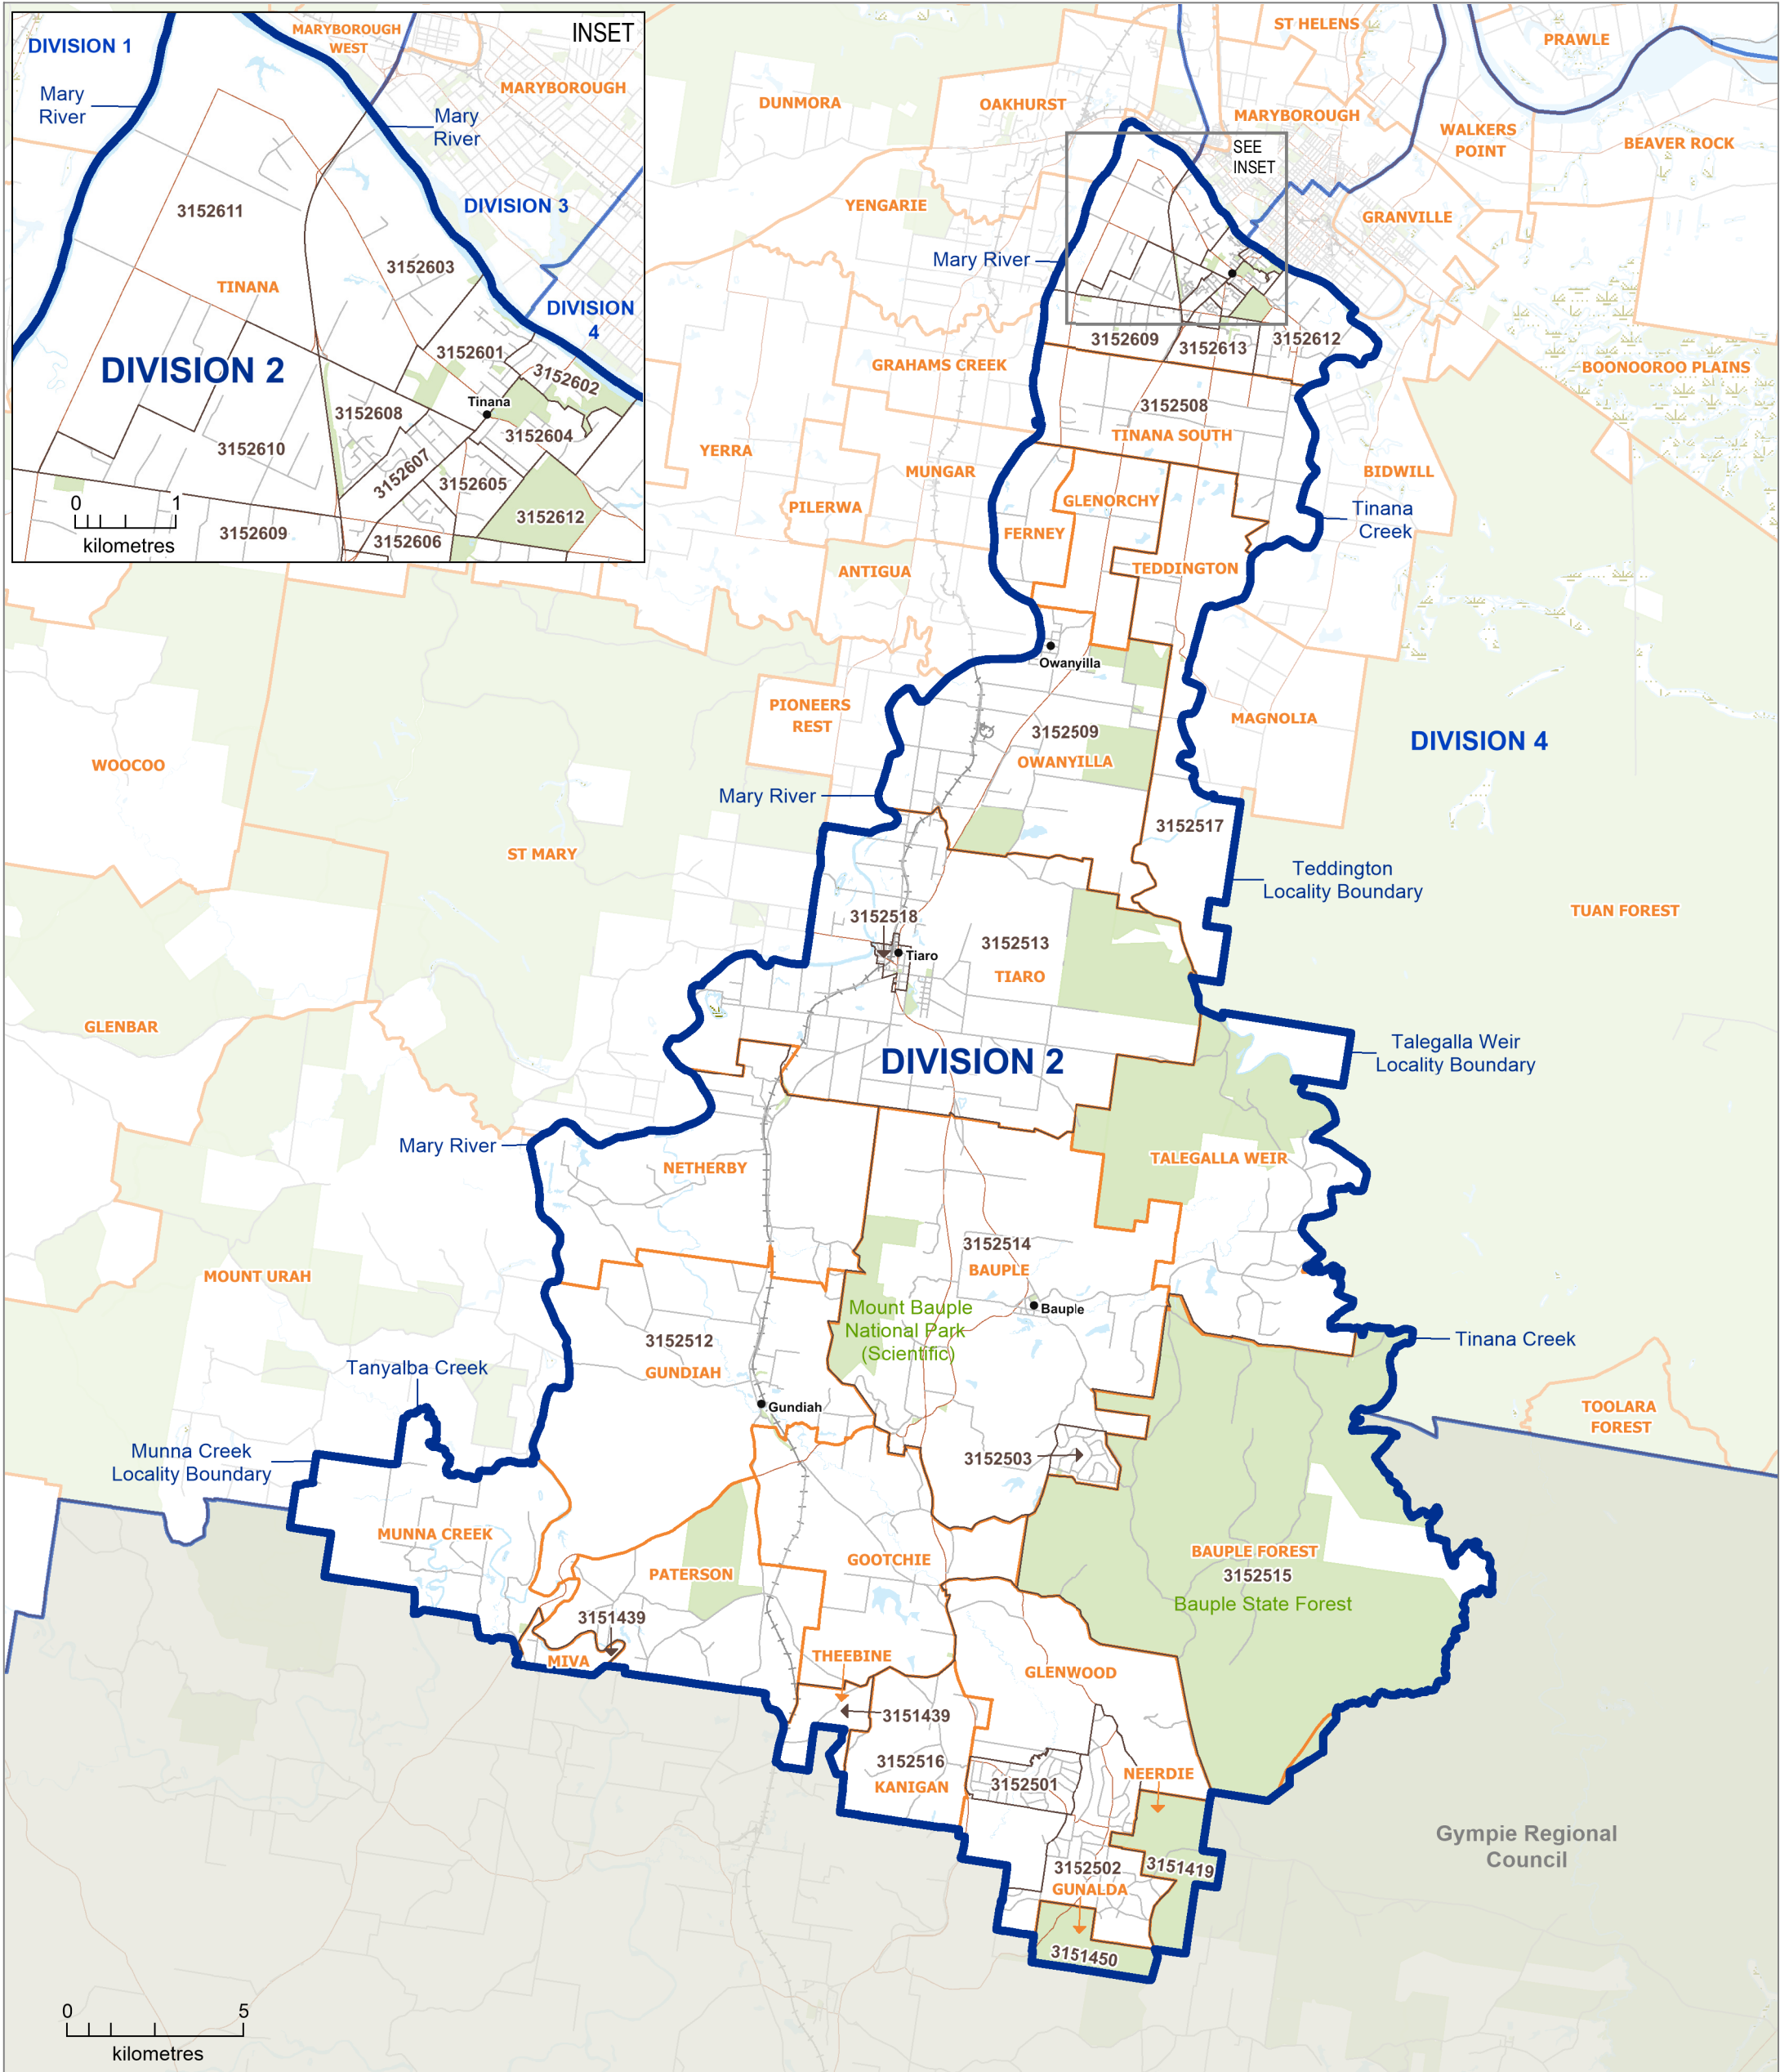 INSET
DIVISION 1
MARYBOROUGH
WEST
MARYBOROUGH
Mary
River
Mary
River
DIVISION 3
3152611
3152603
TINANA
DIVISION
4
DIVISION 2
3152601
3152602
Tinana
3152608
3152604
3152610
3152607
3152605
3152612
3152609
3152606
0 1
kilometres
ST HELENS
PRAWLE
DUNMORA
OAKHURST
MARYBOROUGH
WALKERS
POINT
BEAVER ROCK
SEE
INSET
YENGARIE
GRANVILLE
Mary River
3152609
3152613
3152612
GRAHAMS CREEK
BOONOOROO PLAINS
3152508
TINANA SOUTH
YERRA
MUNGAR
BIDWILL
GLENORCHY
PILERWA
FERNEY
Tinana
Creek
ANTIGUA
TEDDINGTON
Owanyilla
PIONEERS
REST
MAGNOLIA
3152509
OWANYILLA
DIVISION 4
WOOCOO
Mary River
3152517
ST MARY
Teddington
Locality Boundary
TUAN FOREST
3152518
3152513
Tiaro
TIARO
GLENBAR
DIVISION 2
Talegalla Weir
Locality Boundary
Mary River
NETHERBY
TALEGALLA WEIR
3152514
BAUPLE
MOUNT URAH
Mount Bauple
National Park
(Scientific)
Bauple
3152512
GUNDIAH
Tinana Creek
Tanyalba Creek
Gundiah
TOOLARA
FOREST
Munna Creek
Locality Boundary
3152503
MUNNA CREEK
GOOTCHIE
BAUPLE FOREST
3152515
PATERSON
Bauple State Forest
3151439
MIVA
THEEBINE
GLENWOOD
3151439
3152516
KANIGAN
3152501
NEERDIE
Gympie Regional
Council
3152502
3151419
GUNALDA
3151450
0 5
kilometres